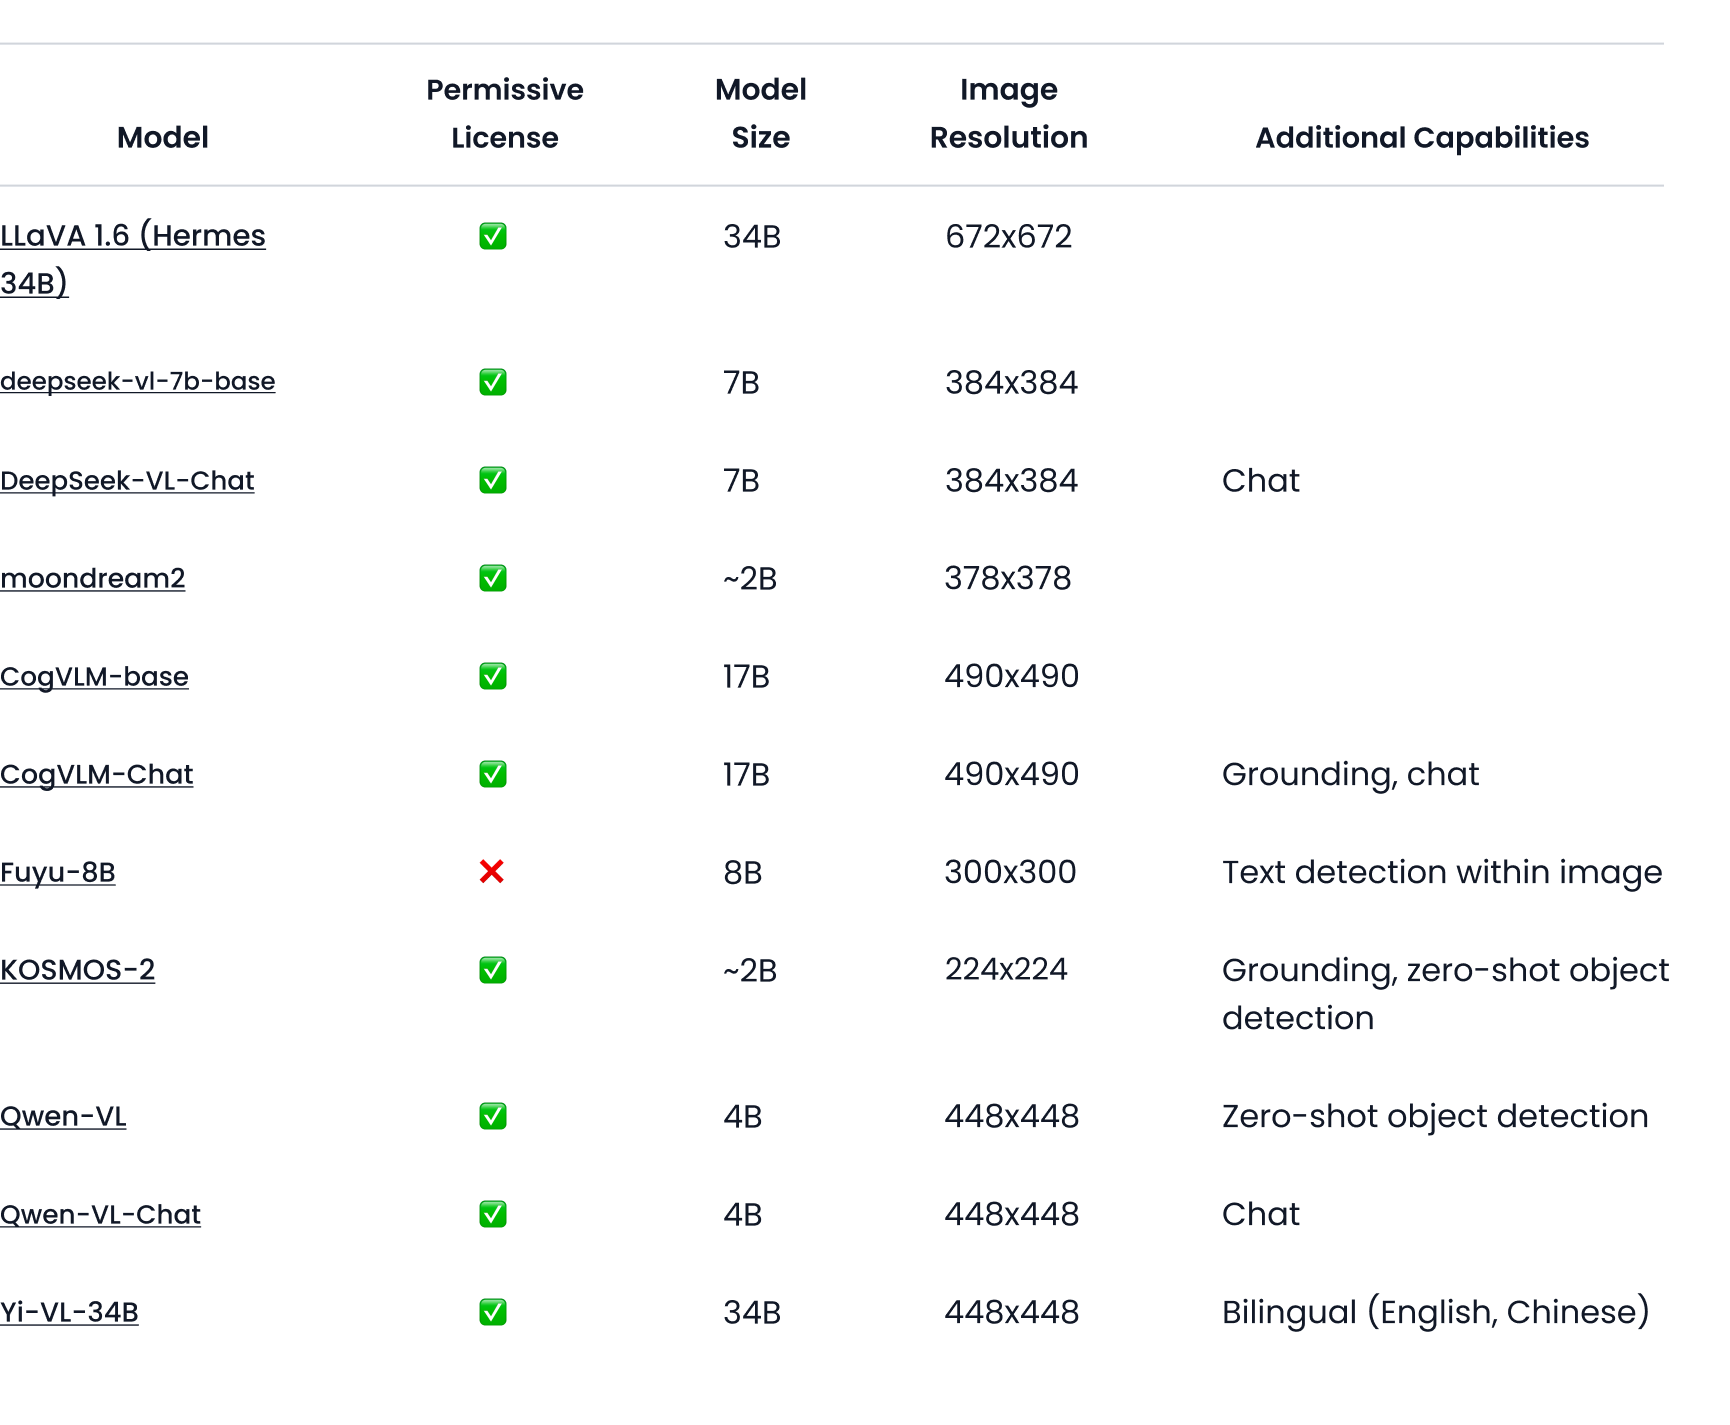 Model Permissive License Model Size Image Resolution Additional Capabilities
LLaVA 1.6 (Hermes 34B) ✅ 34B 672x672
deepseek-vl-7b-base ✅ 7B 384x384
DeepSeek-VL-Chat ✅ 7B 384x384 Chat
moondream2 ✅ ~2B 378x378
CogVLM-base ✅ 17B 490x490
CogVLM-Chat ✅ 17B 490x490 Grounding, chat
Fuyu-8B ❌ 8B 300x300 Text detection within image
KOSMOS-2 ✅ ~2B 224x224 Grounding, zero-shot object detection
Qwen-VL ✅ 4B 448x448 Zero-shot object detection
Qwen-VL-Chat ✅ 4B 448x448 Chat
Yi-VL-34B ✅ 34B 448x448 Bilingual (English, Chinese)